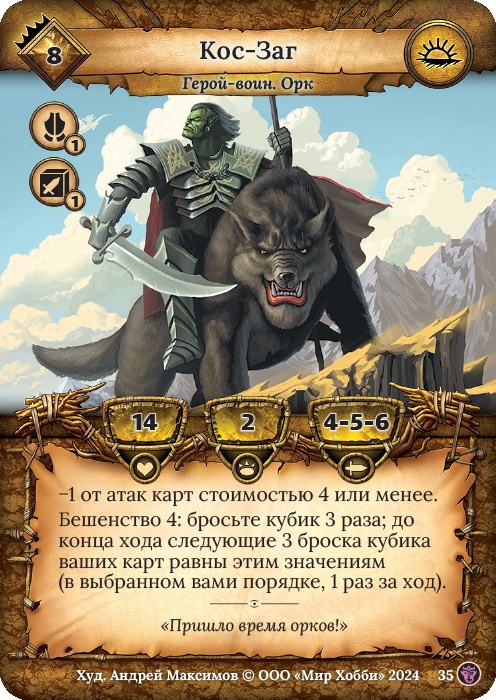 8
Кос-Заг
Герой-воин. Орк
1
1
14
2
4-5-6
−1 от атак карт стоимостью 4 или менее.
Бешенство 4: бросьте кубик 3 раза; до
конца хода следующие 3 броска кубика
ваших карт равны этим значениям
(в выбранном вами порядке, 1 раз за ход).
«Пришло время орков!»
Худ. Андрей Максимов © ООО «Мир Хобби» 2024
35